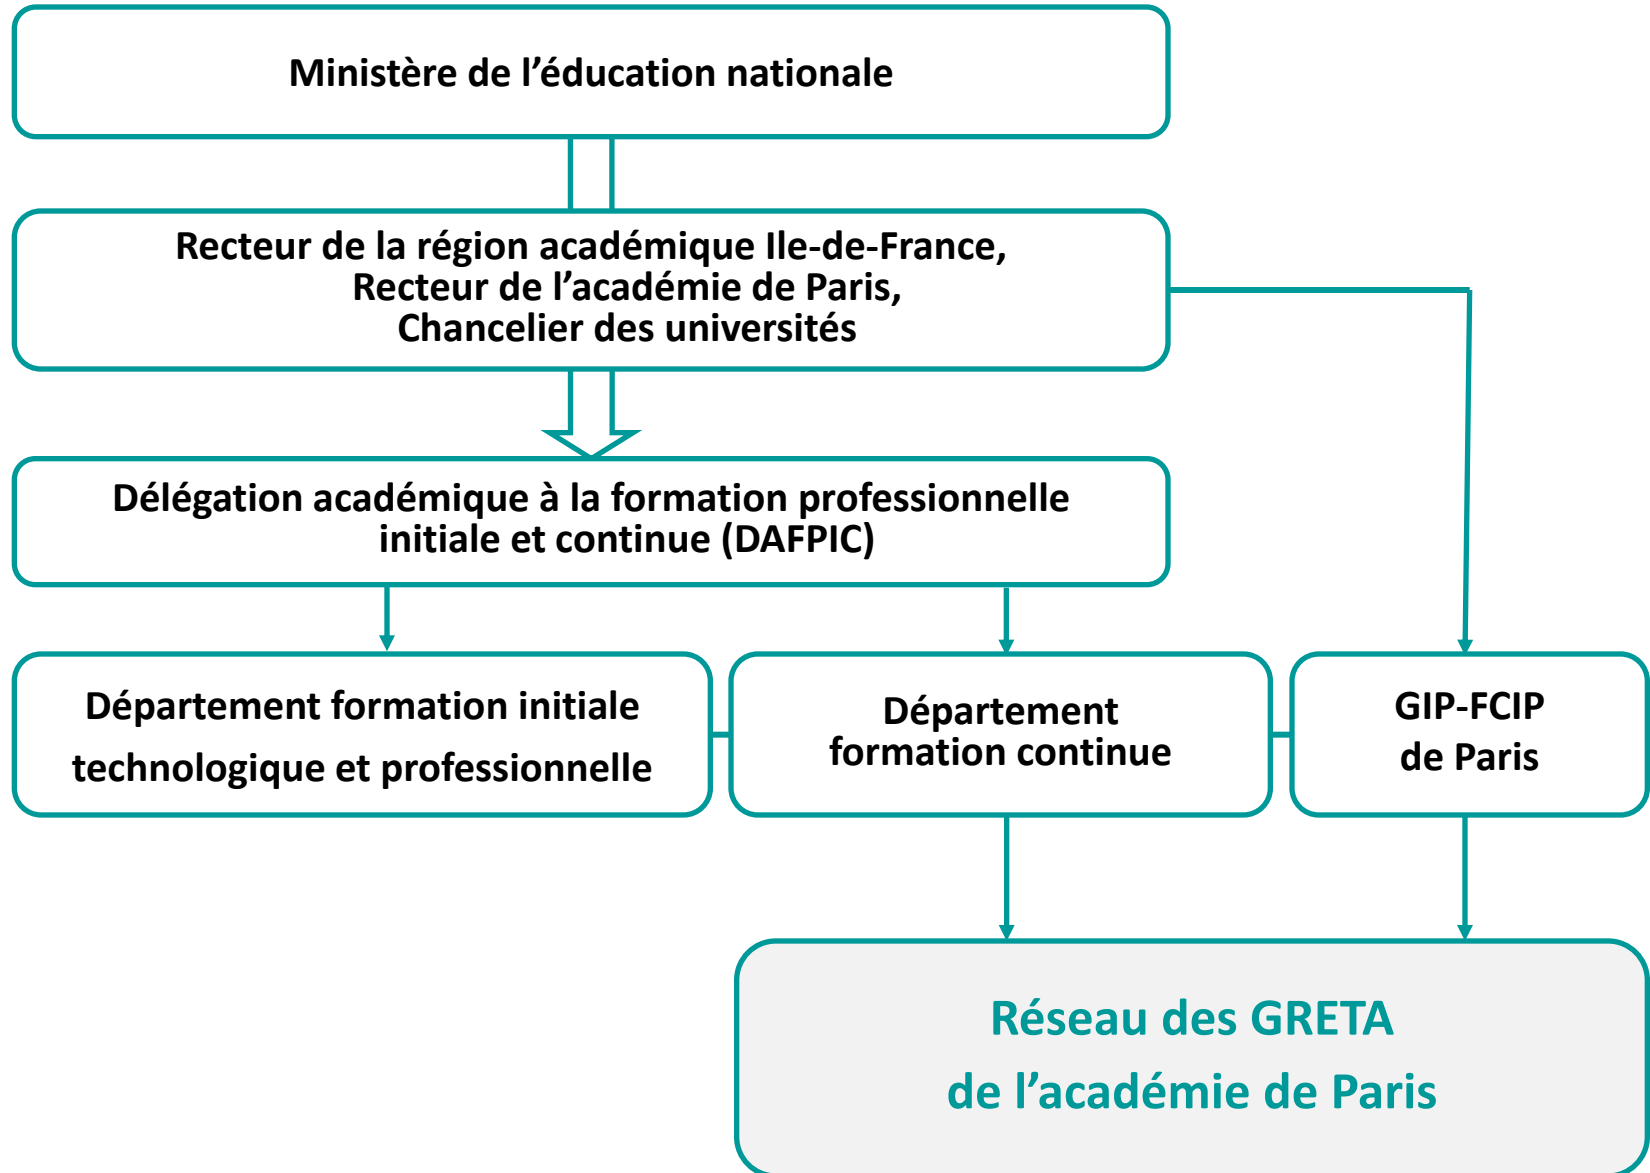 Ministère de l’éducation nationale
Recteur de la région académique Ile-de-France,
Recteur de l’académie de Paris,
Chancelier des universités
Délégation académique à la formation professionnelle
initiale et continue (DAFPIC)
Département formation initiale
technologique et professionnelle
Département
formation continue
GIP-FCIP
de Paris
Réseau des GRETA
de l’académie de Paris